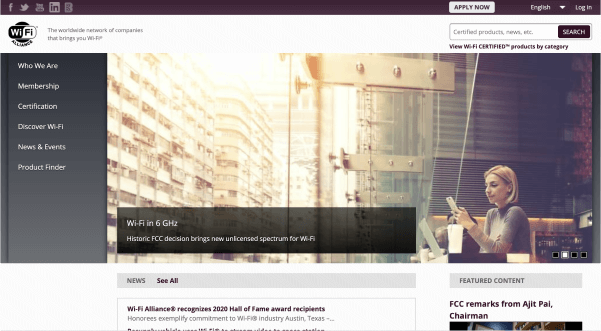 APPLY NOW
English
Log In
Wi Fi
ALLIANCE
The worldwide network of companies
that brings you Wi-Fi®
Certified products, news, etc.
SEARCH
View Wi-Fi CERTIFIED™ products by category
Who We Are
Membership
Certification
Discover Wi-Fi
News & Events
Product Finder
Wi-Fi in 6 GHz
Historic FCC decision brings new unlicensed spectrum for Wi-Fi
NEWS
See All
FEATURED CONTENT
Wi-Fi Alliance® recognizes 2020 Hall of Fame award recipients
Honorees exemplify commitment to Wi-Fi® industry Austin, Texas –...
FCC remarks from Ajit Pai,
Chairman